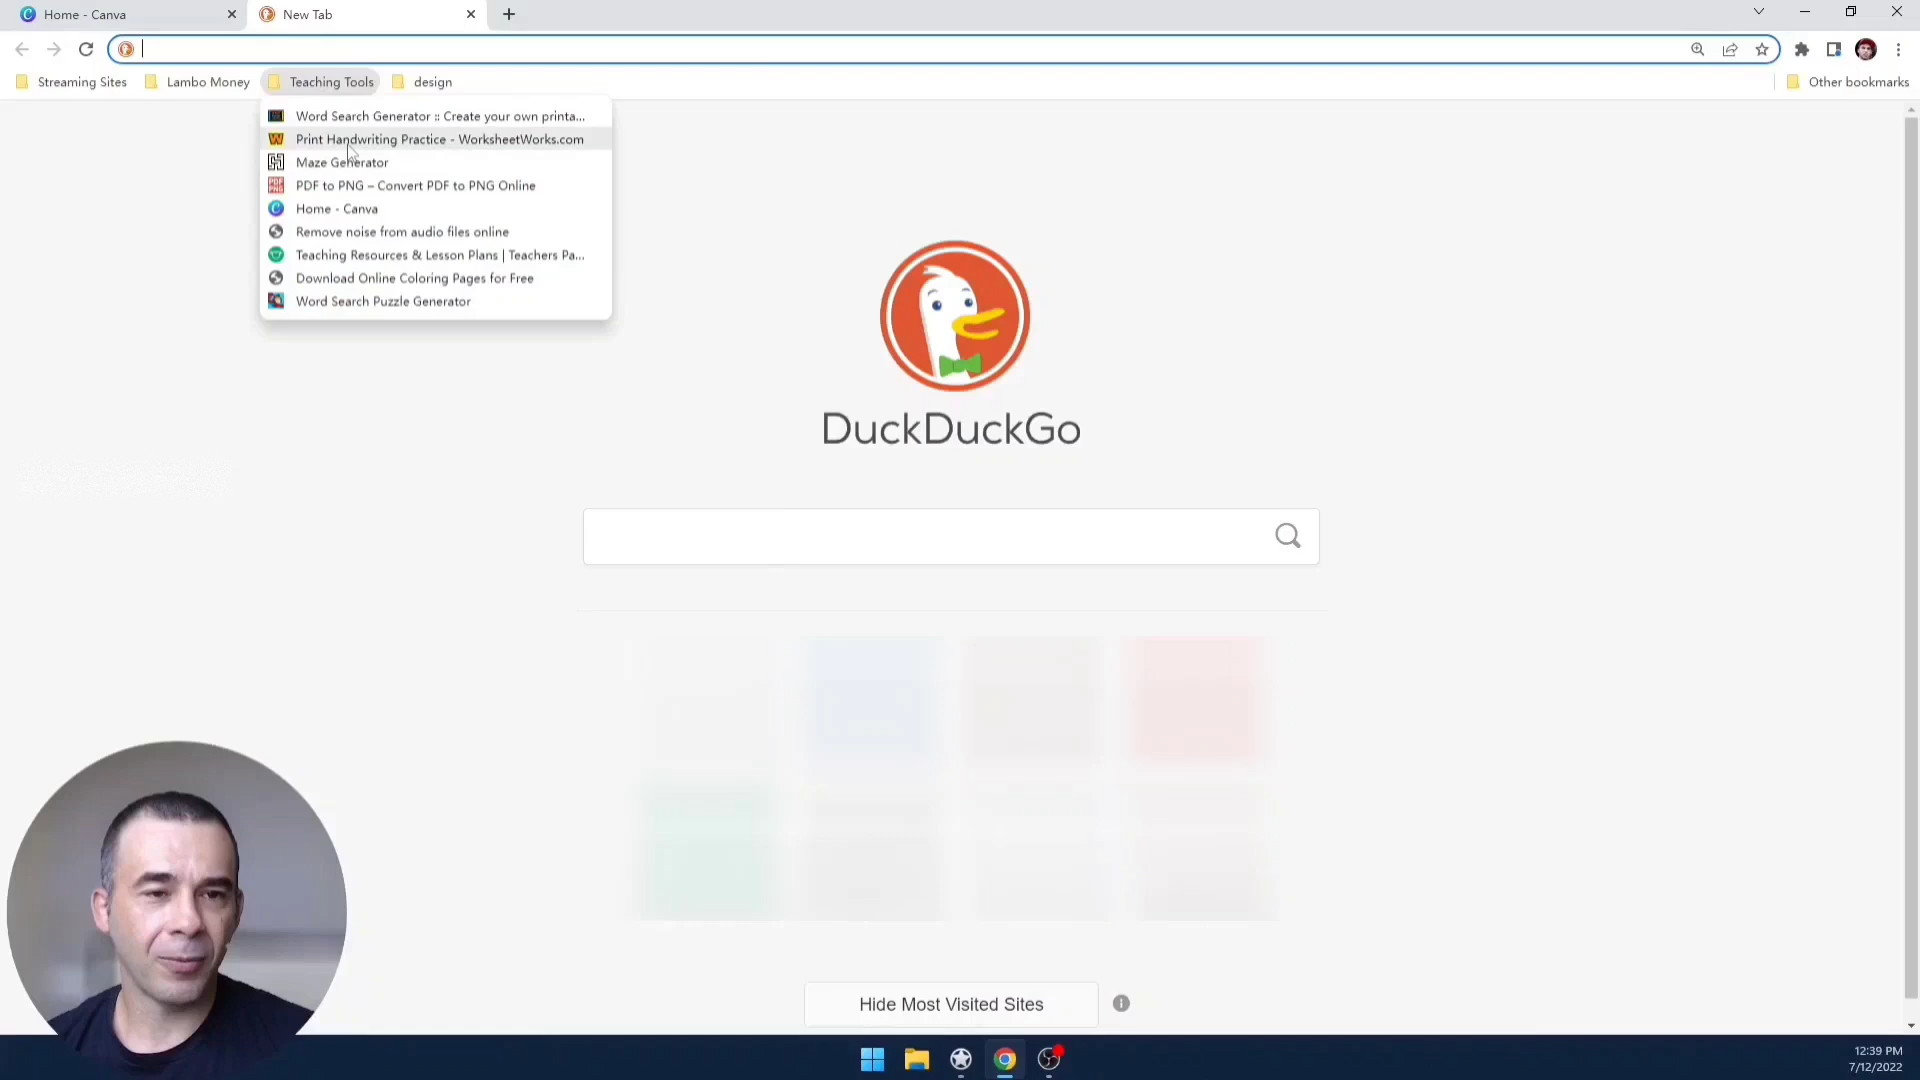 Home - Canva
New Tab
Streaming Sites
Lambo Money
Teaching Tools
design
Other bookmarks
Word Search Generator :: Create your own printa...
Print Handwriting Practice - WorksheetWorks.com
Maze Generator
PDF to PNG – Convert PDF to PNG Online
Home - Canva
Remove noise from audio files online
Teaching Resources & Lesson Plans | Teachers Pa...
Download Online Coloring Pages for Free
Word Search Puzzle Generator
DuckDuckGo
Hide Most Visited Sites
12:39 PM
7/12/2022